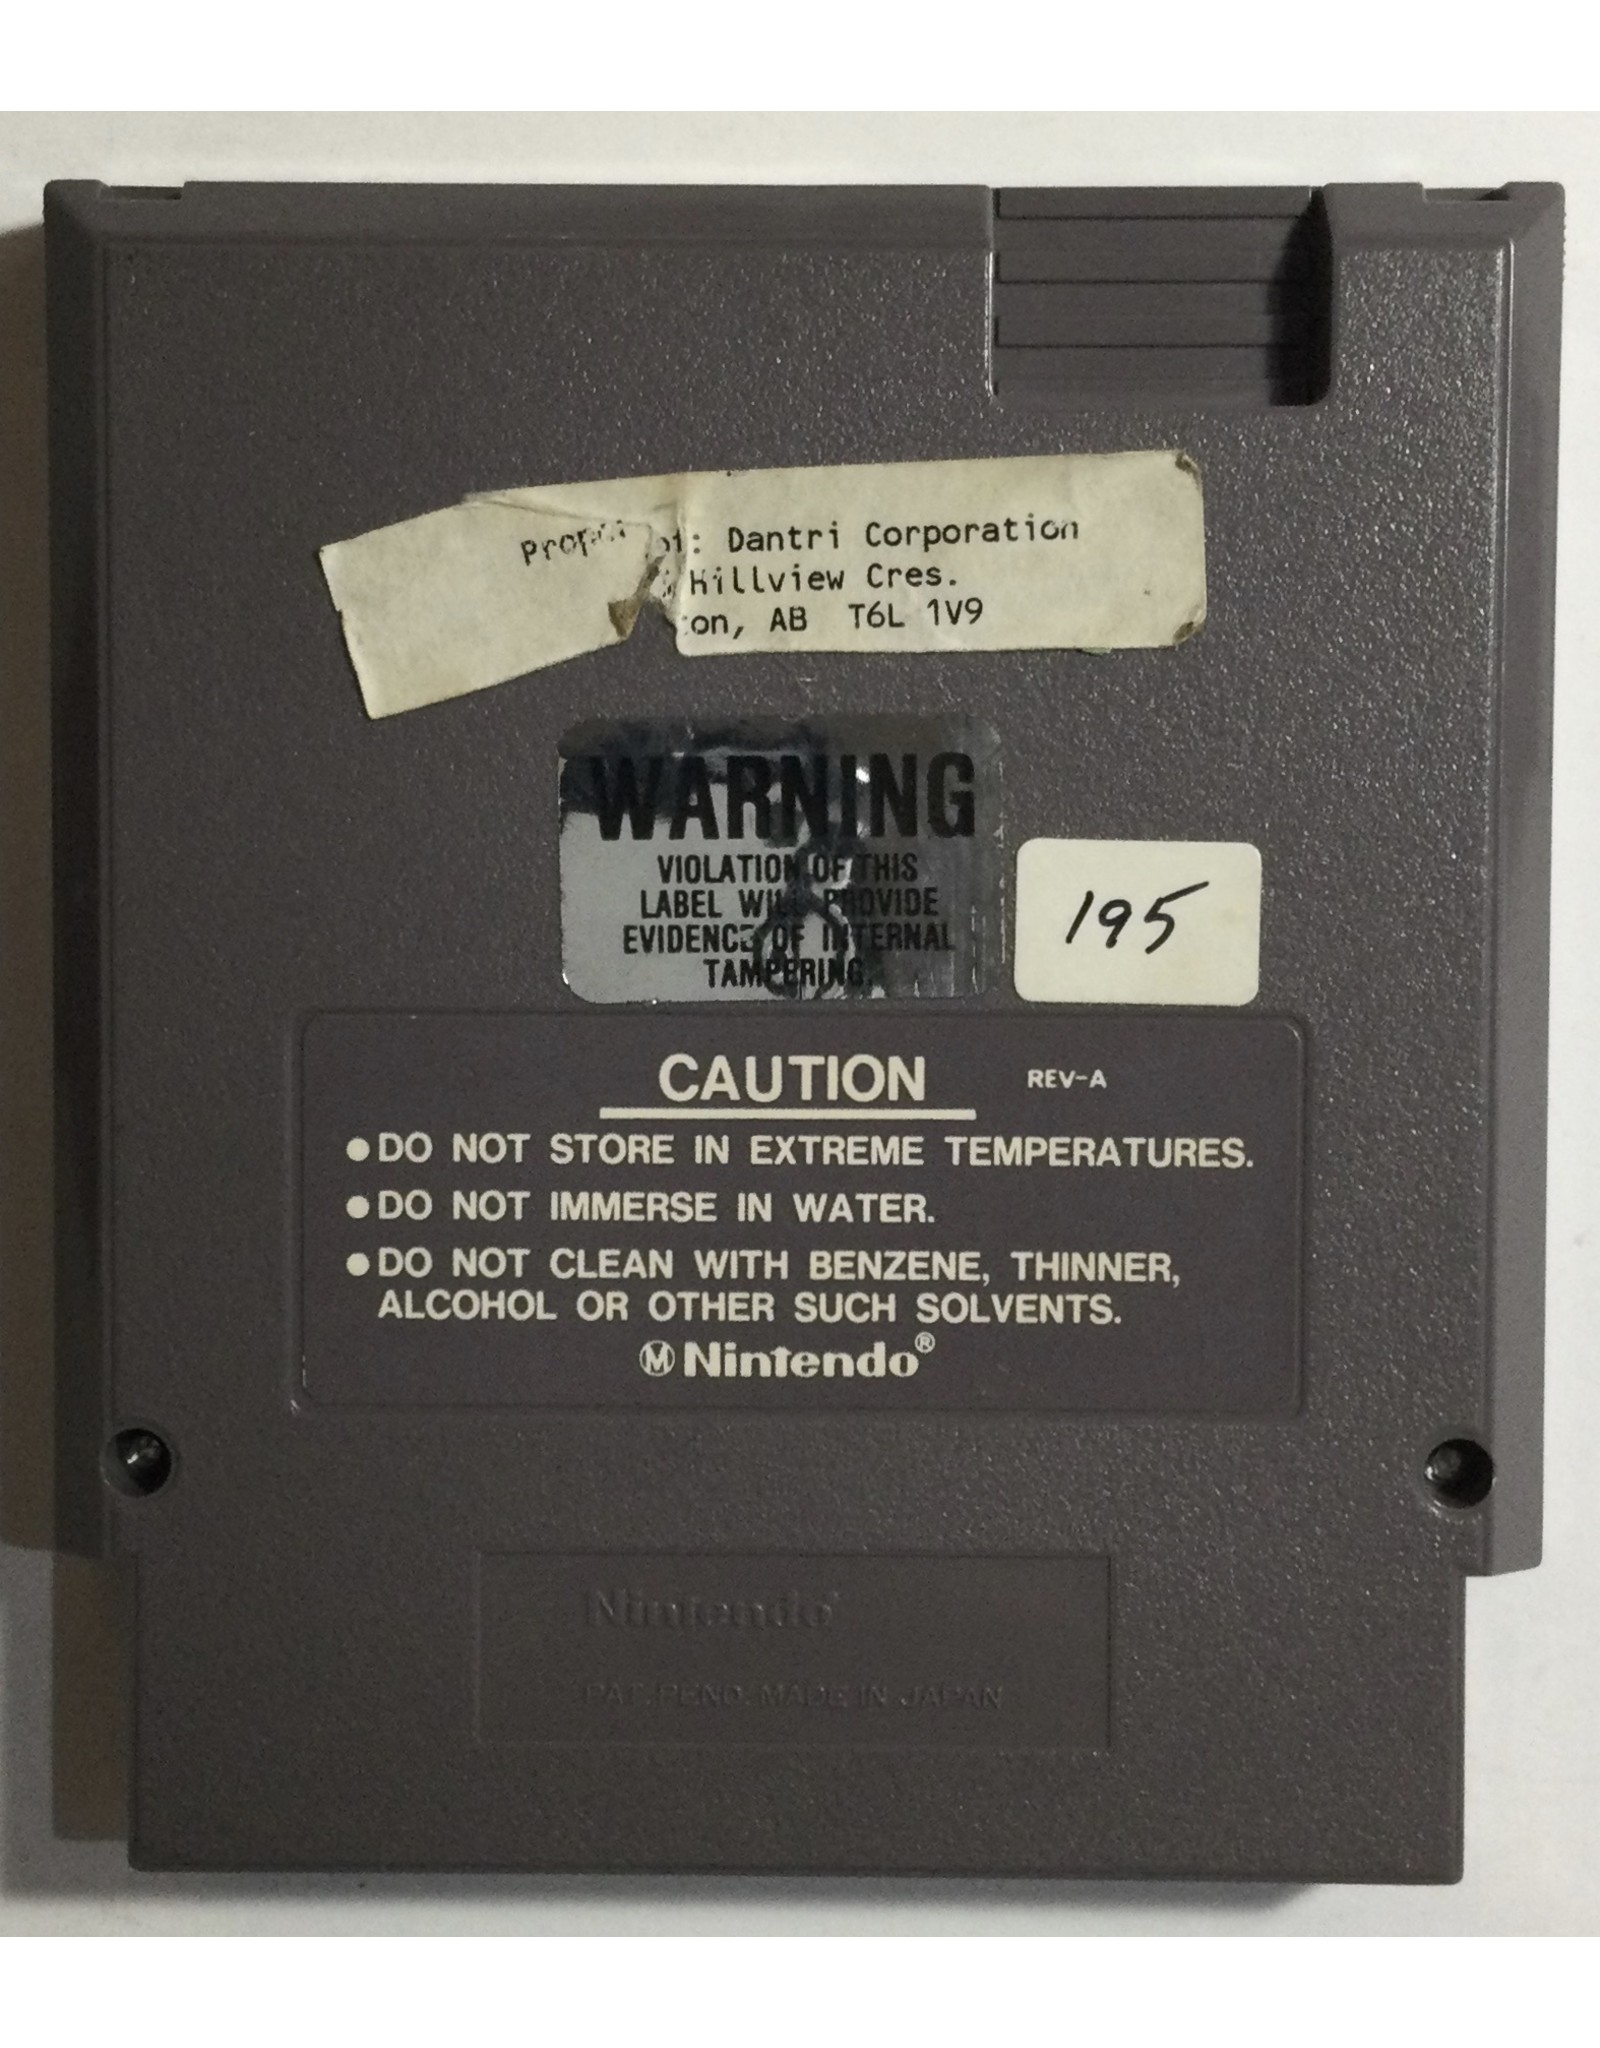 of: Dantri Corporation
Hillview Cres.
on, AB T6L 1V9
WARNING
VIOLATION OF THIS
LABEL WILL PROVIDE
EVIDENCE OF INTERNAL
TAMPERING.
195
CAUTION REV-A
●DO NOT STORE IN EXTREME TEMPERATURES.
●DO NOT IMMERSE IN WATER.
●DO NOT CLEAN WITH BENZENE, THINNER,
ALCOHOL OR OTHER SUCH SOLVENTS.
Ⓜ Nintendo®
Nintendo
PAT. PEND. MADE IN JAPAN